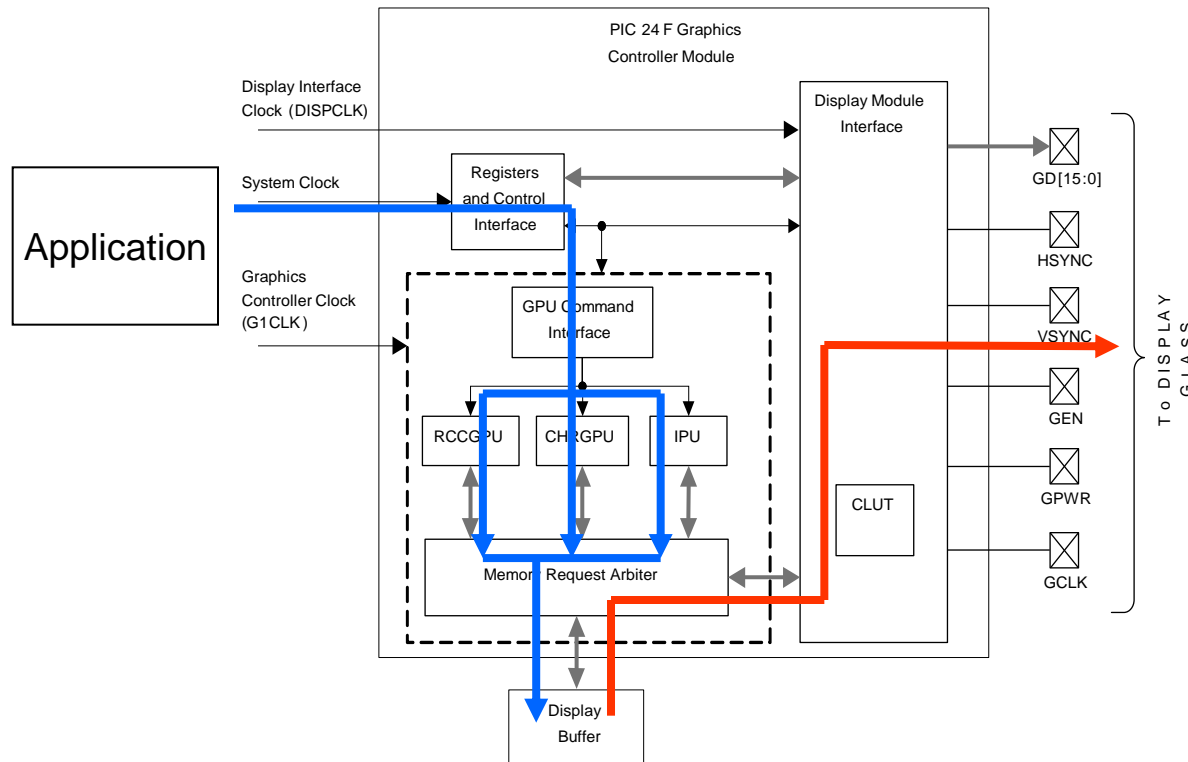 PIC 24 F Graphics
Controller Module
Display Interface
Clock (DISPCLK)
Display Module
Interface
Registers
and Control
Interface
System Clock
Application
GD[15:0]
HSYNC
Graphics
Controller Clock
(G1CLK)
GPU Command
Interface
VSYNC
To DISPLAY
GLASS
GEN
RCCGPU
CHRGPU
IPU
CLUT
GPWR
Memory Request Arbiter
GCLK
Display
Buffer